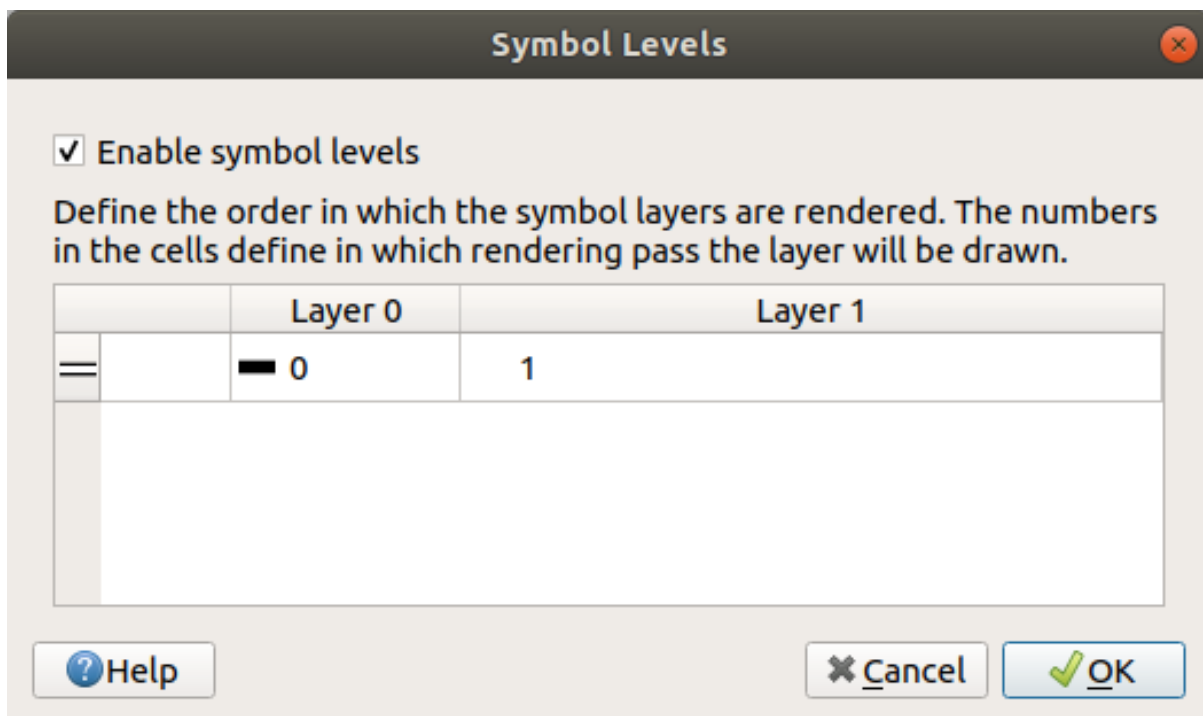 Symbol Levels
Enable symbol levels
Define the order in which the symbol layers are rendered. The numbers
in the cells define in which rendering pass the layer will be drawn.
Layer 0 Layer 1
0 1
Help Cancel OK